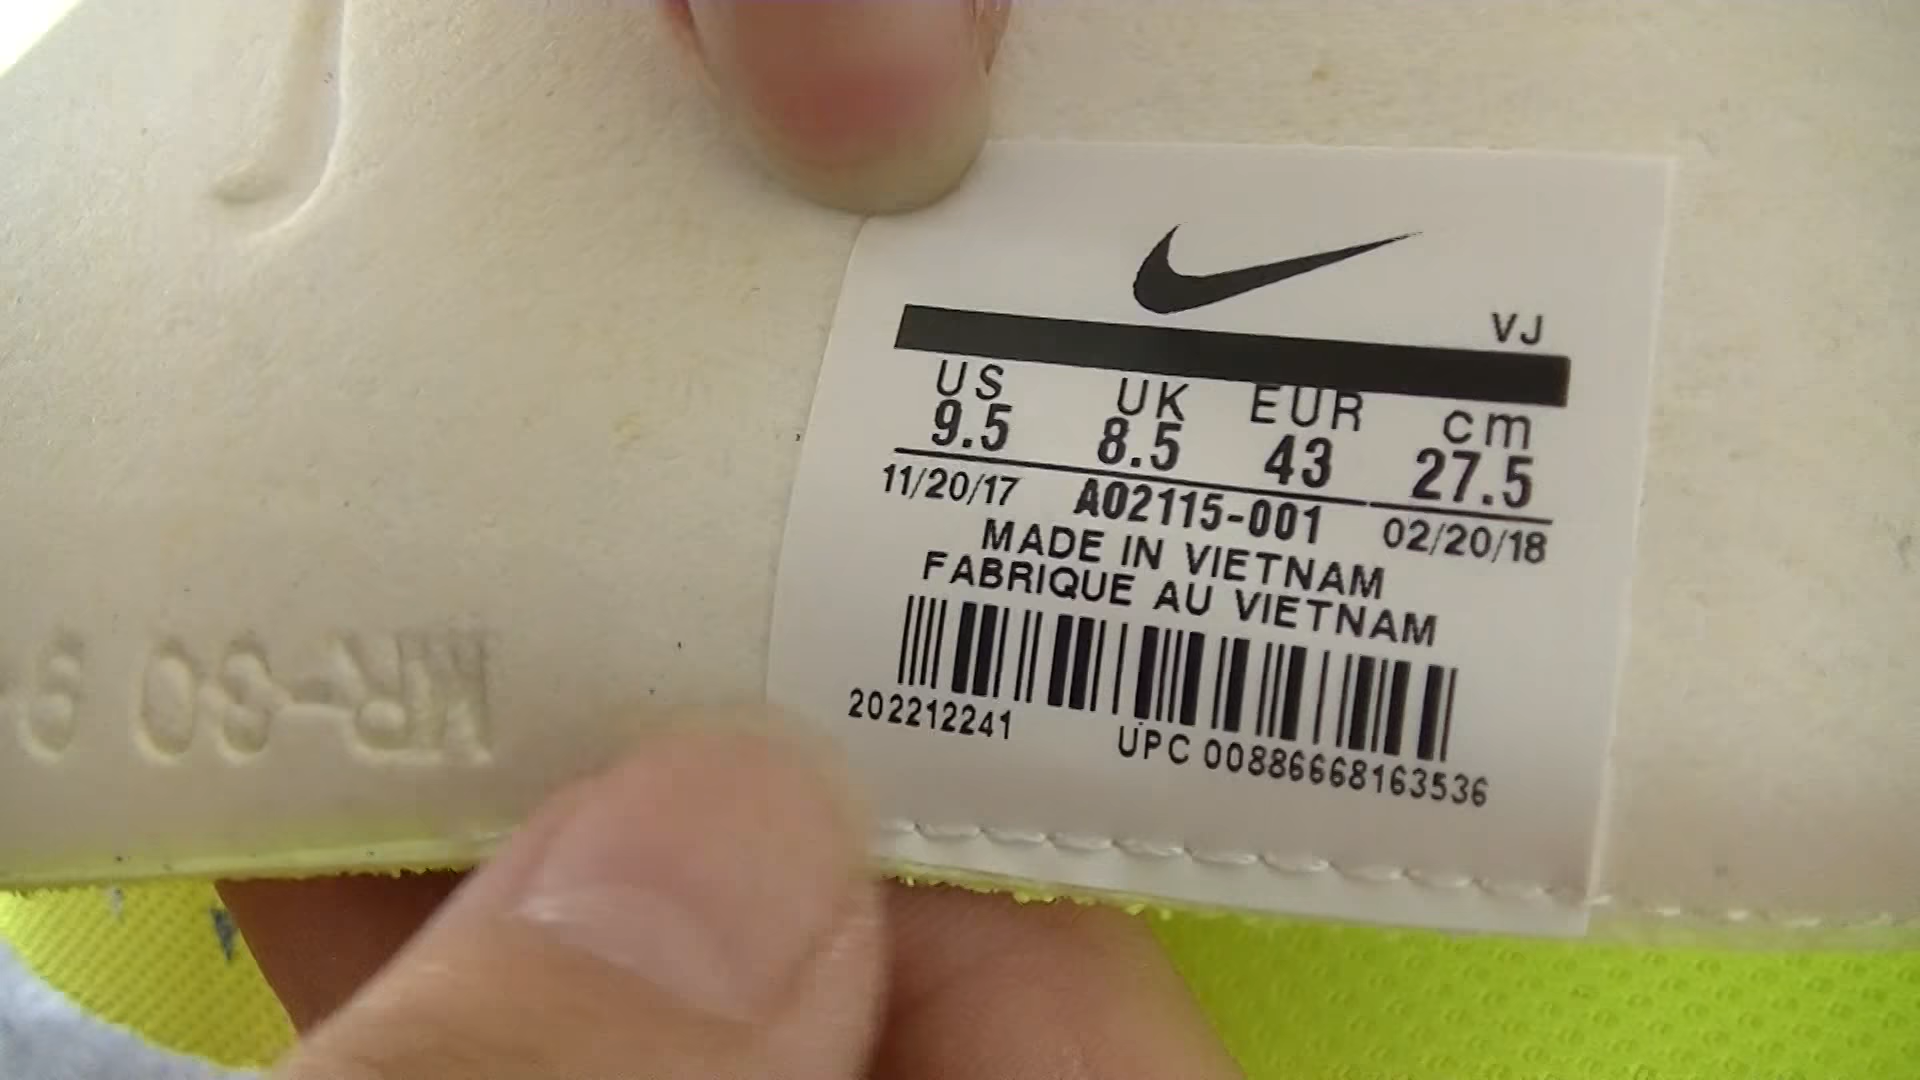 VJ
US UK EUR cm
9.5 8.5 43 27.5
11/20/17 AO2115-001 02/20/18
MADE IN VIETNAM
FABRIQUE AU VIETNAM
202212241 UPC 00886668163536